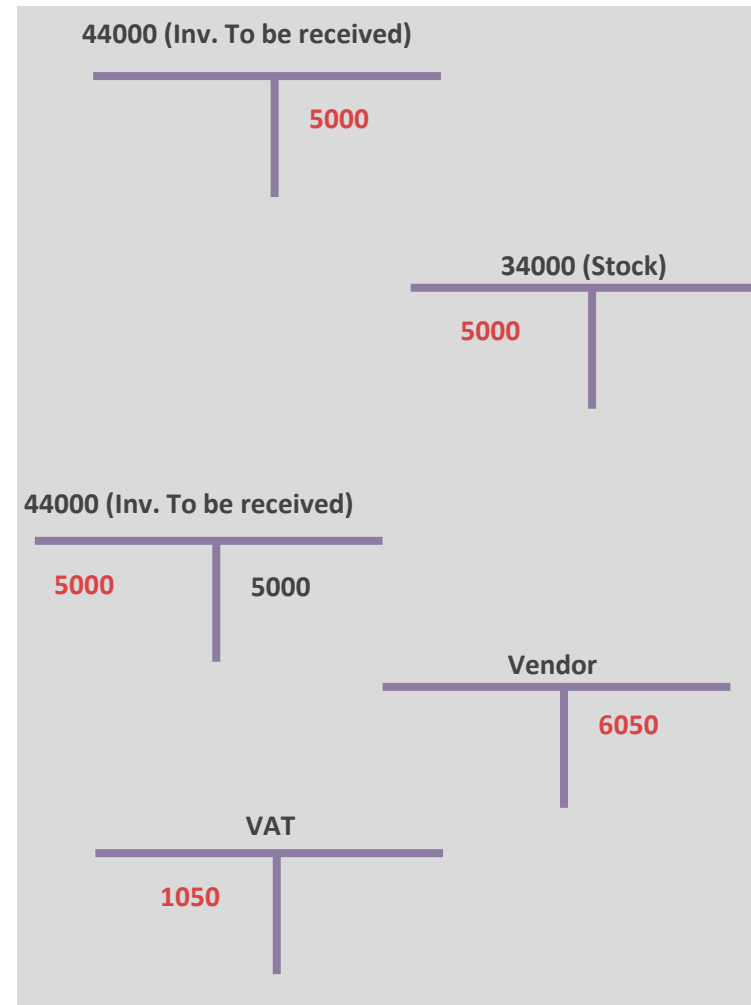 44000 (Inv. To be received)
5000
34000 (Stock)
5000
44000 (Inv. To be received)
5000 5000
Vendor
6050
VAT
1050